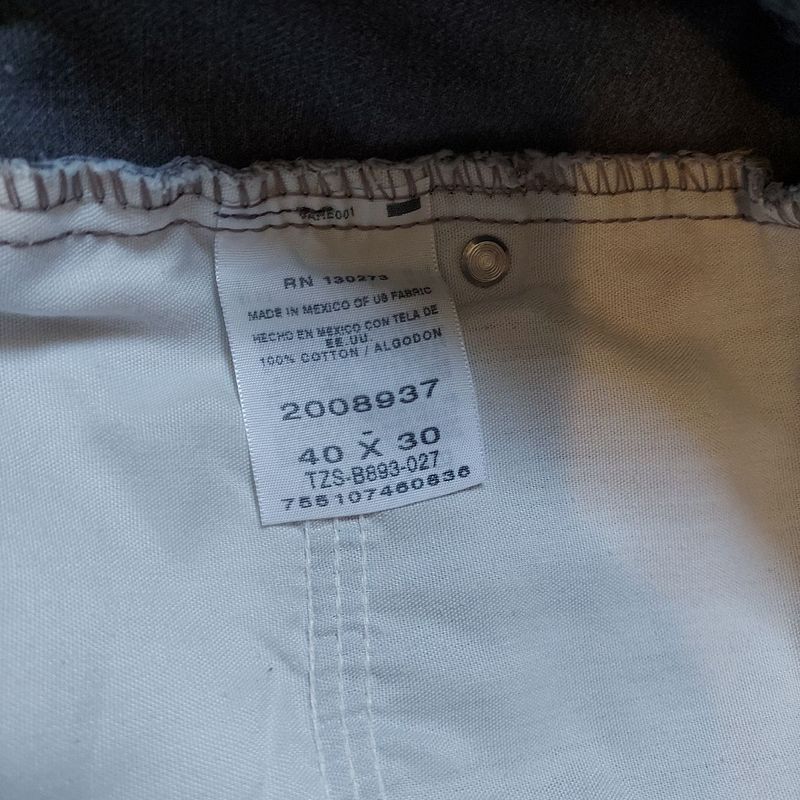 RN 130273
MADE IN MEXICO OF US FABRIC
HECHO EN MEXICO CON TELA DE
EE.UU.
100% COTTON / ALGODON
2008937
-
40 X 30
TZS-B893-027
755107460836